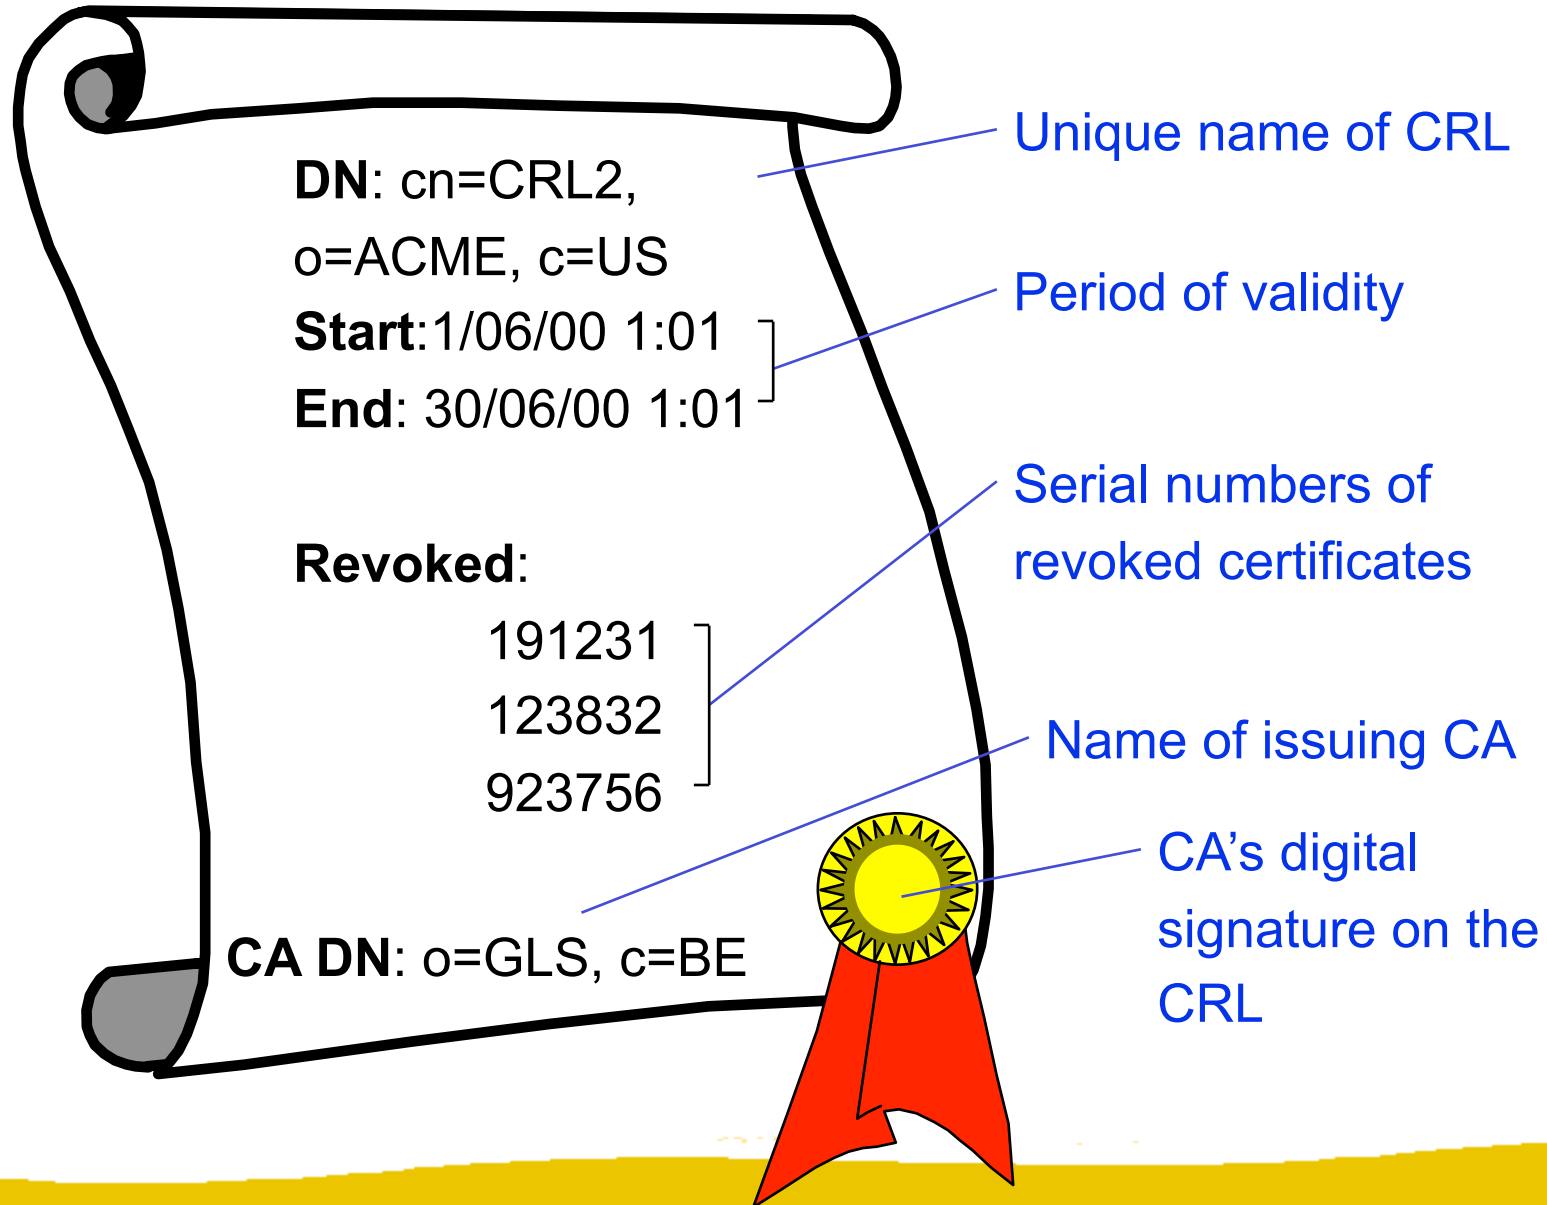 Unique name of CRL
DN: cn=CRL2,
o=ACME, c=US
Period of validity
Start:1/06/00 1:01
End: 30/06/00 1:01
Serial numbers of
revoked certificates
Revoked:
191231
123832
923756
Name of issuing CA
CA’s digital
signature on the
CRL
CA DN: o=GLS, c=BE